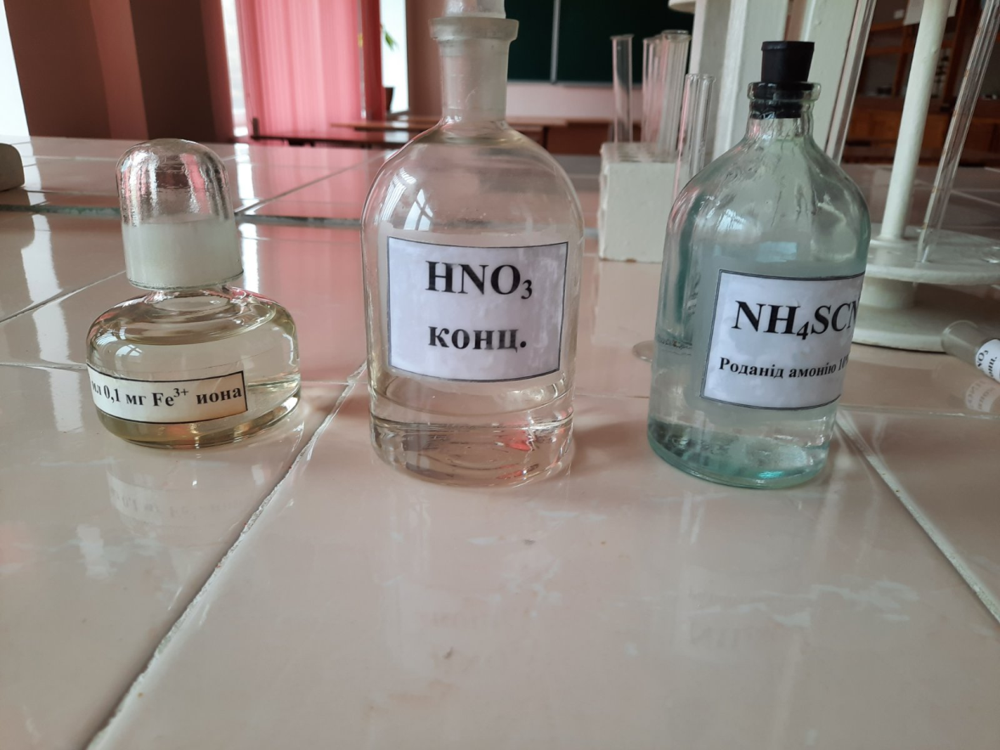 мл 0,1 мг Fe³⁺ иона
HNO₃
конц.
NH₄SCN
Роданід амонію